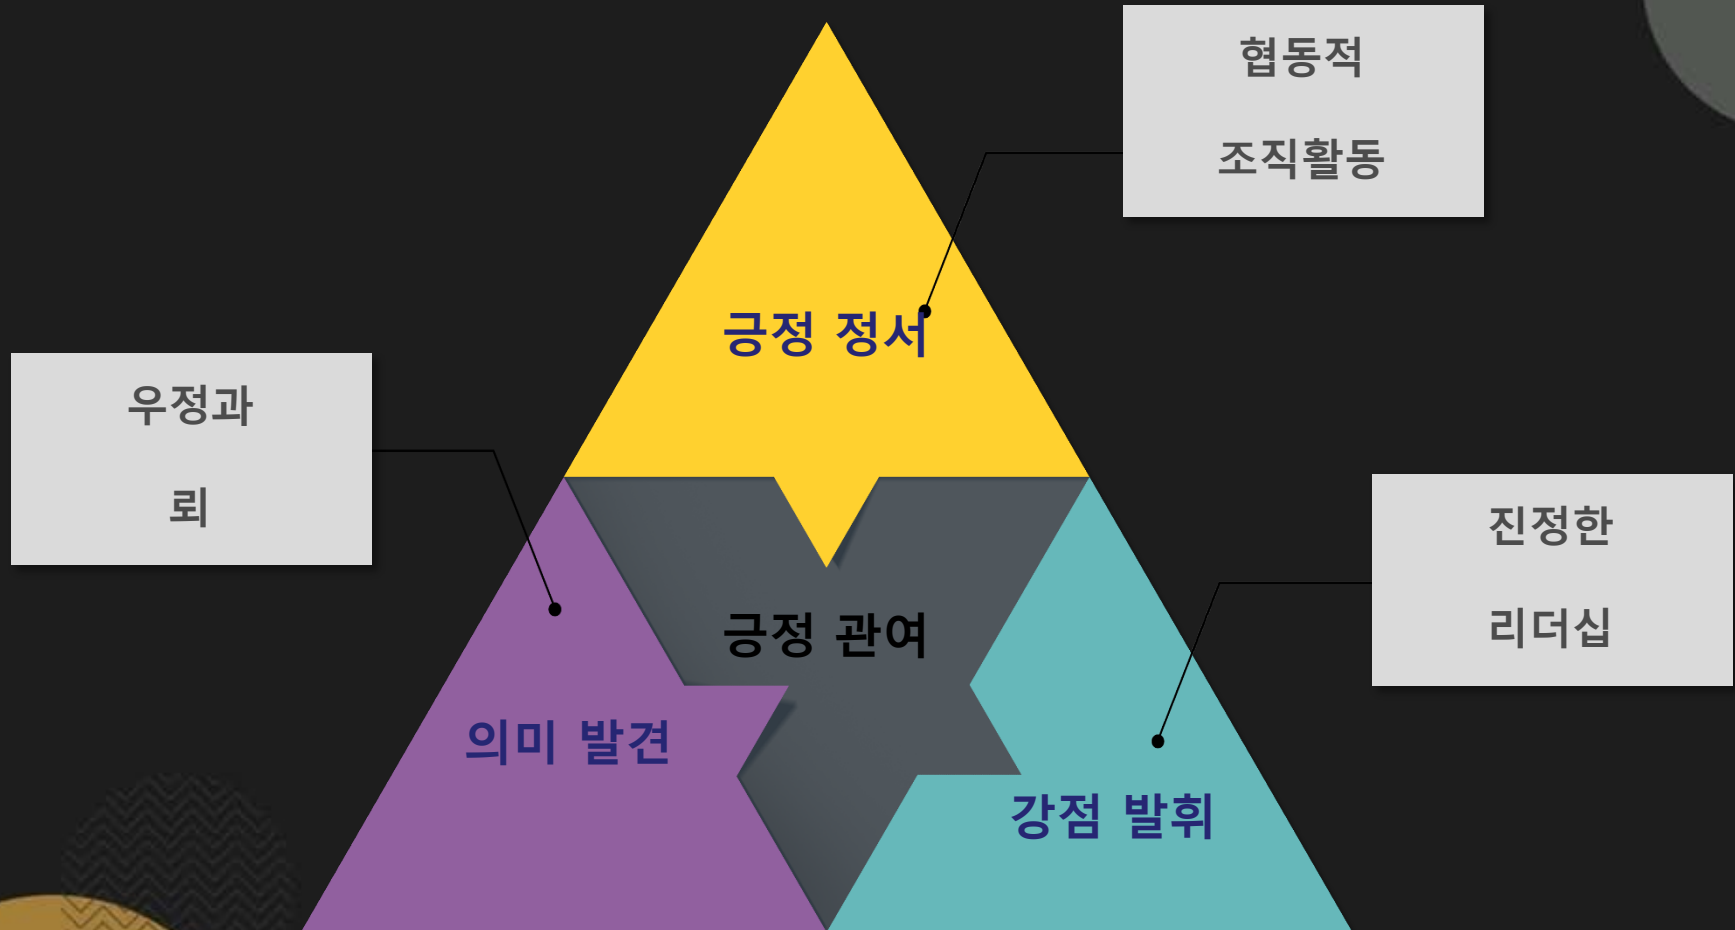 협동적
조직활동
긍정 정서
우정과
뢰
진정한
리더십
긍정 관여
의미 발견
강점 발휘